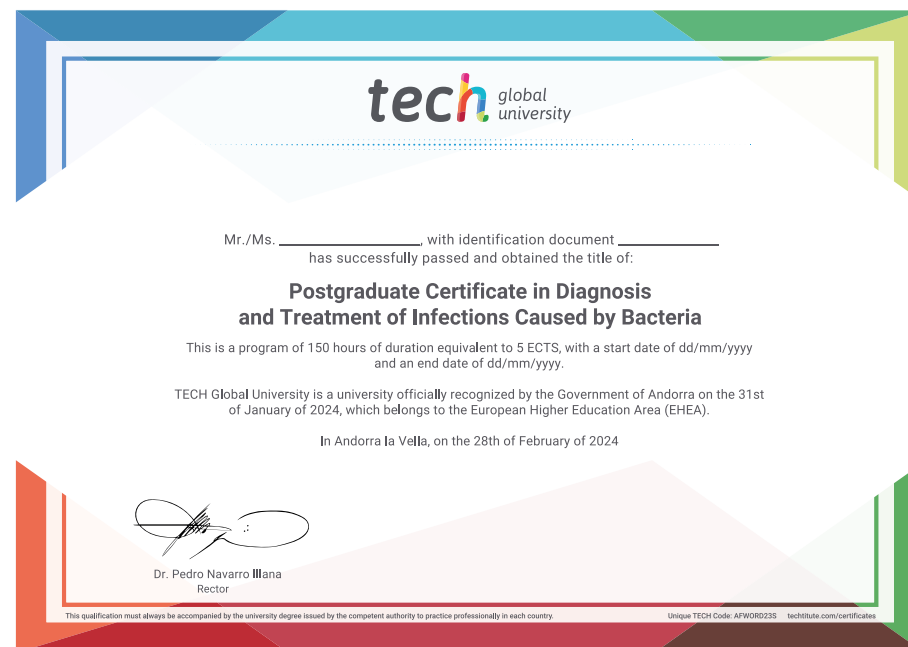 tech global
university
Mr./Ms. ____________________, with identification document ______________
has successfully passed and obtained the title of:
Postgraduate Certificate in Diagnosis
and Treatment of Infections Caused by Bacteria
This is a program of 150 hours of duration equivalent to 5 ECTS, with a start date of dd/mm/yyyy
and an end date of dd/mm/yyyy.
TECH Global University is a university officially recognized by the Government of Andorra on the 31st
of January of 2024, which belongs to the European Higher Education Area (EHEA).
In Andorra la Vella, on the 28th of February of 2024
Dr. Pedro Navarro Illana
Rector
This qualification must always be accompanied by the university degree issued by the competent authority to practice professionally in each country. Unique TECH Code: AFWORD23S techtitute.com/certificates